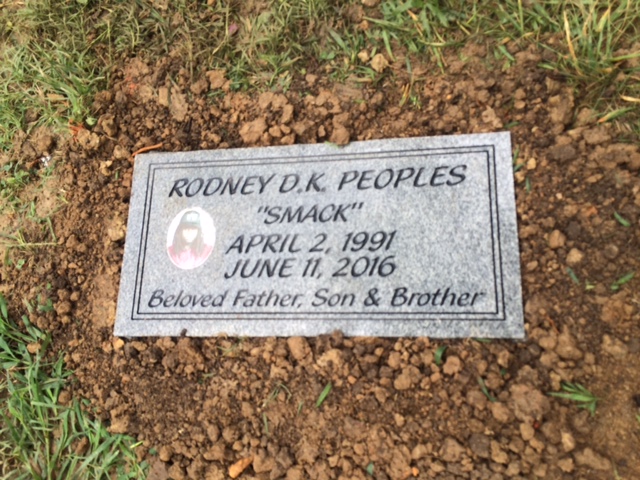 RODNEY D.K. PEOPLES
"SMACK"
APRIL 2, 1991
JUNE 11, 2016
Beloved Father, Son & Brother